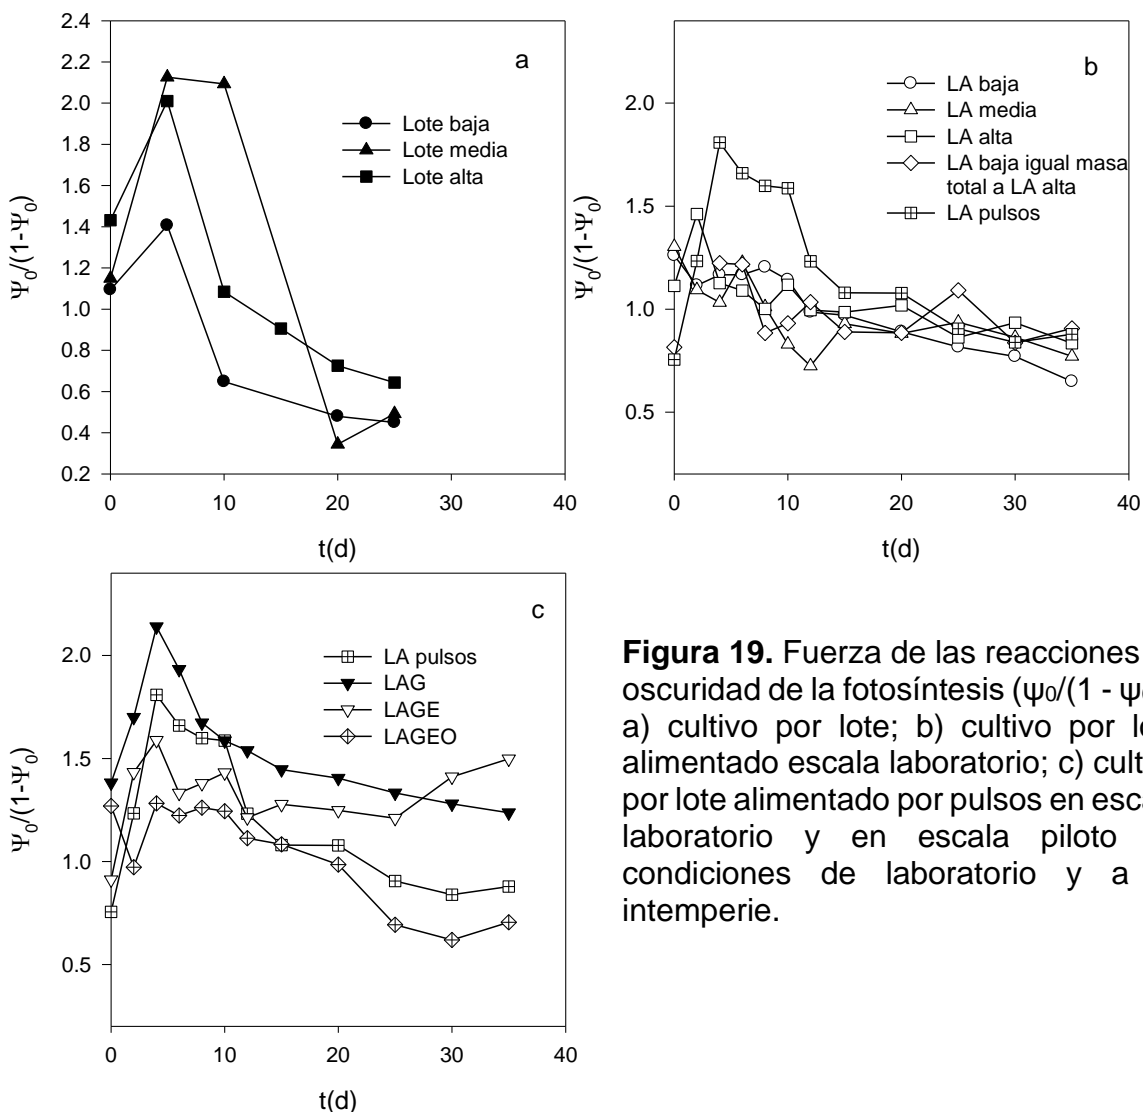 2.4
2.2
2.0
1.8
1.6
1.4
1.2
1.0
0.8
0.6
0.4
0.2
Ψ0/(1-Ψ0)
a
Lote baja
Lote media
Lote alta
0 10 20 30 40
t(d)
2.0
1.5
1.0
0.5
Ψ0/(1-Ψ0)
b
LA baja
LA media
LA alta
LA baja igual masa
total a LA alta
LA pulsos
0 10 20 30 40
t(d)
2.0
1.5
1.0
0.5
Ψ0/(1-Ψ0)
c
LA pulsos
LAG
LAGE
LAGEO
0 10 20 30 40
t(d)
Figura 19. Fuerza de las reacciones
oscuridad de la fotosíntesis (ψ0/(1 - ψ
a) cultivo por lote; b) cultivo por
alimentado escala laboratorio; c)
por lote alimentado por pulsos en
laboratorio y en escala piloto
condiciones de laboratorio y a
intemperie.